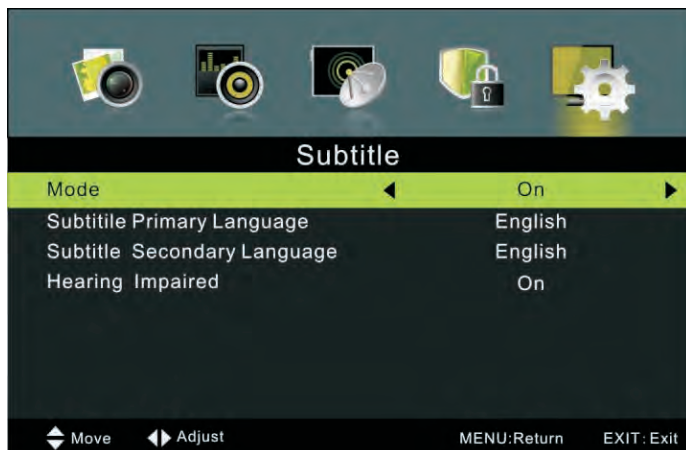 Subtitle
Mode On
Subtitile Primary Language English
Subtitle Secondary Language English
Hearing Impaired On
Move Adjust MENU:Return EXIT:Exit